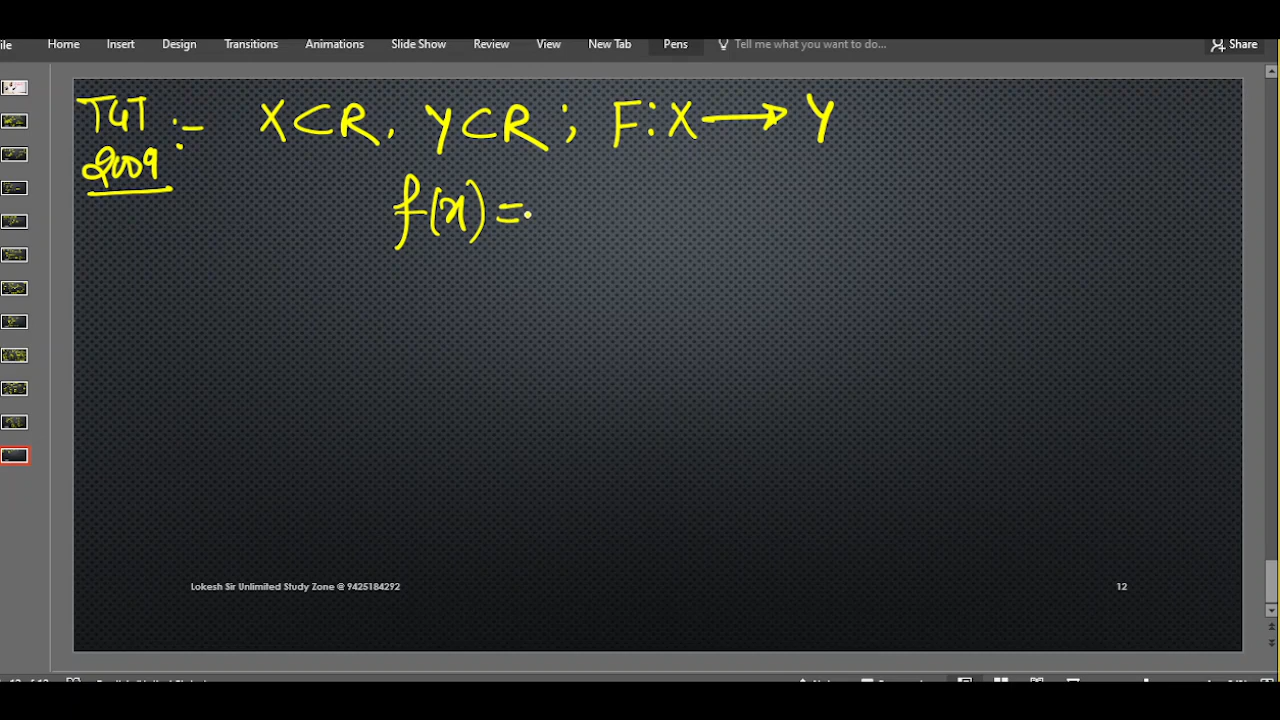 File Home Insert Design Transitions Animations Slide Show Review View New Tab Pens Tell me what you want to do... Share
TGT :- X⊂R, Y⊂R ; F:X⟶Y
2009
f(x)=
Lokesh Sir Unlimited Study Zone @ 9425184292 12